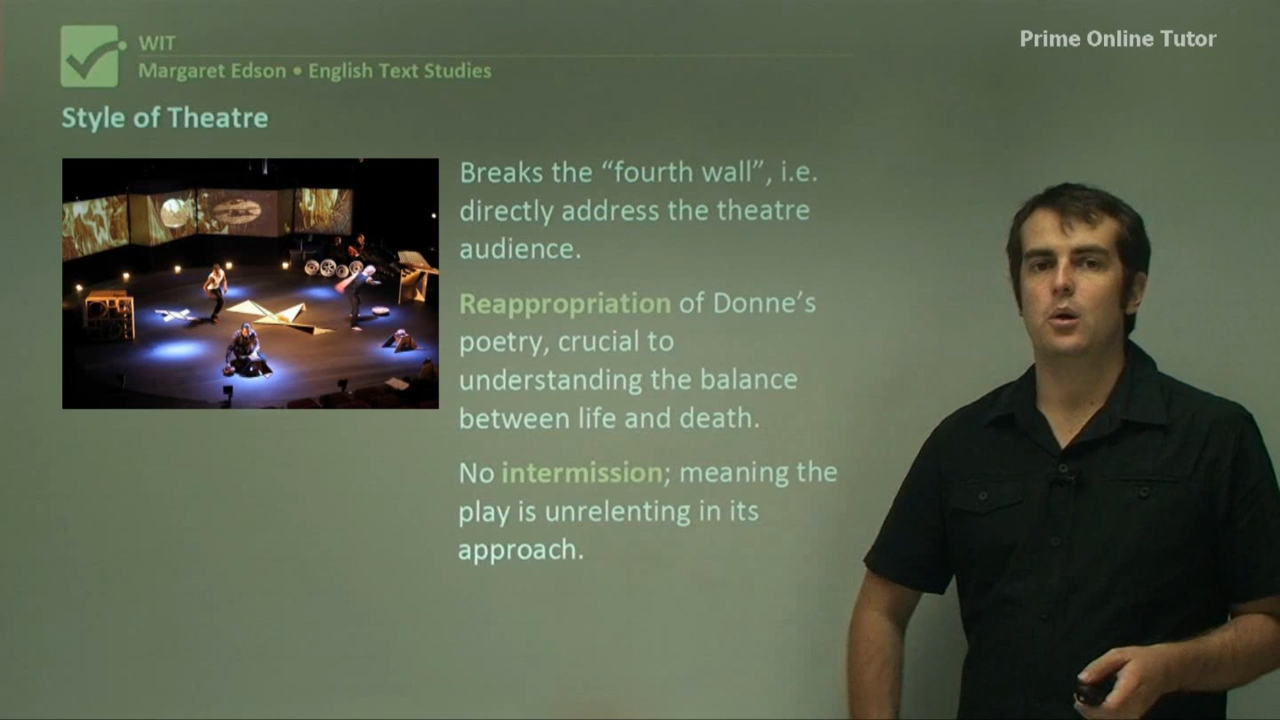 WIT
Margaret Edson • English Text Studies
Prime Online Tutor
Style of Theatre
Breaks the “fourth wall”, i.e.
directly address the theatre
audience.
Reappropriation of Donne’s
poetry, crucial to
understanding the balance
between life and death.
No intermission; meaning the
play is unrelenting in its
approach.